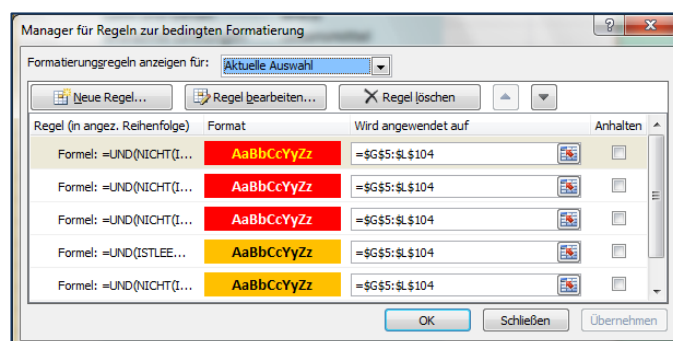 Manager für Regeln zur bedingten Formatierung
Formatierungsregeln anzeigen für: Aktuelle Auswahl
Neue Regel... Regel bearbeiten... Regel löschen
Regel (in angez. Reihenfolge) Format Wird angewendet auf Anhalten
Formel: =UND(NICHT(I... AaBbCcYyZz =$G$5:$L$104
Formel: =UND(NICHT(I... AaBbCcYyZz =$G$5:$L$104
Formel: =UND(NICHT(I... AaBbCcYyZz =$G$5:$L$104
Formel: =UND(ISTLEE... AaBbCcYyZz =$G$5:$L$104
Formel: =UND(NICHT(I... AaBbCcYyZz =$G$5:$L$104
OK Schließen Übernehmen